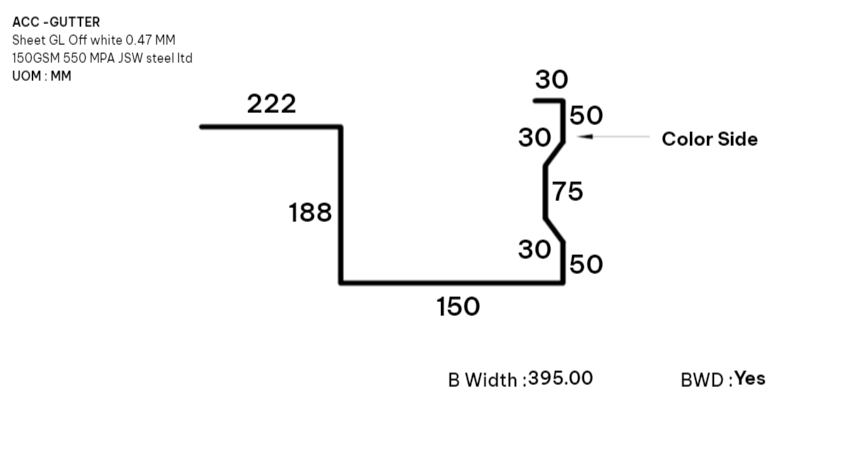 ACC -GUTTER
Sheet GL Off white 0.47 MM
150GSM 550 MPA JSW steel ltd
UOM : MM
30
222
50
30
Color Side
75
188
30
50
150
B Width :395.00
BWD :Yes